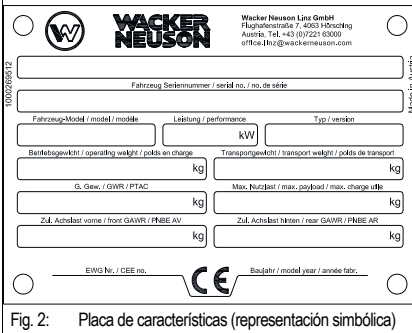 WACKER
NEUSON
Wacker Neuson Linz GmbH
Flughafenstraße 7, 4063 Hörsching
Austria, Tel. +43 (0)7221 63000
office.linz@wackerneuson.com
1000269512
Made in Austria
Fahrzeug Seriennummer / serial no. / no. de série
Fahrzeug-Model / model / modèle
Leistung / performance
Typ / version
kW
Betriebsgewicht / operating weight / poids en charge
Transportgewicht / transport weight / poids de transport
kg
kg
G. Gew. / GWR / PTAC
Max. Nutzlast / max. payload / max. charge utile
kg
kg
Zul. Achslast vorne / front GAWR / PNBE AV
Zul. Achslast hinten / rear GAWR / PNBE AR
kg
kg
EWG Nr. / CEE no.
CE
Baujahr / model year / année fabr.
Fig. 2: Placa de características (representación simbólica)